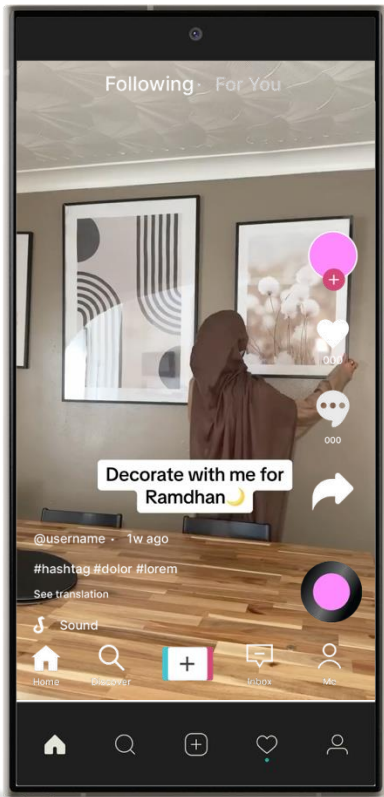 Following · For You
000
000
Decorate with me for
Ramdhan🌙
@username · 1w ago
#hashtag #dolor #lorem
See translation
Sound
Home Discover Inbox Me